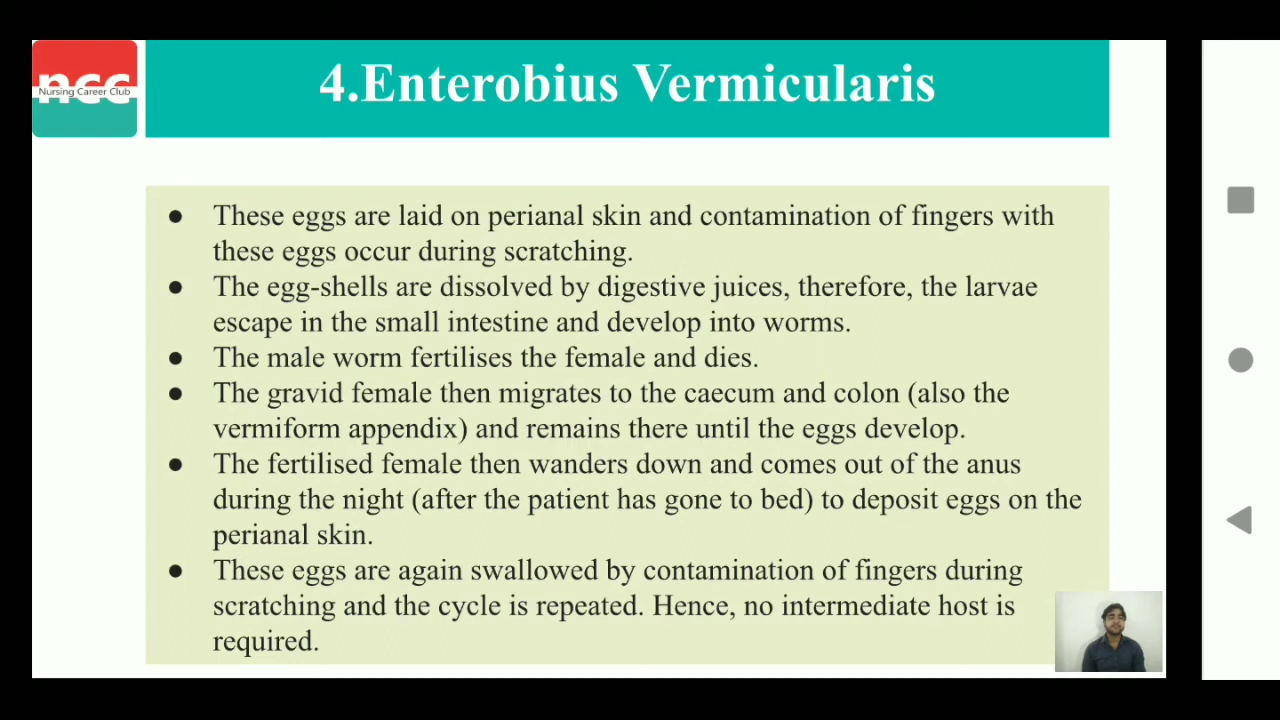 ncc
Nursing Career Club
4.Enterobius Vermicularis
● These eggs are laid on perianal skin and contamination of fingers with
these eggs occur during scratching.
● The egg-shells are dissolved by digestive juices, therefore, the larvae
escape in the small intestine and develop into worms.
● The male worm fertilises the female and dies.
● The gravid female then migrates to the caecum and colon (also the
vermiform appendix) and remains there until the eggs develop.
● The fertilised female then wanders down and comes out of the anus
during the night (after the patient has gone to bed) to deposit eggs on the
perianal skin.
● These eggs are again swallowed by contamination of fingers during
scratching and the cycle is repeated. Hence, no intermediate host is
required.